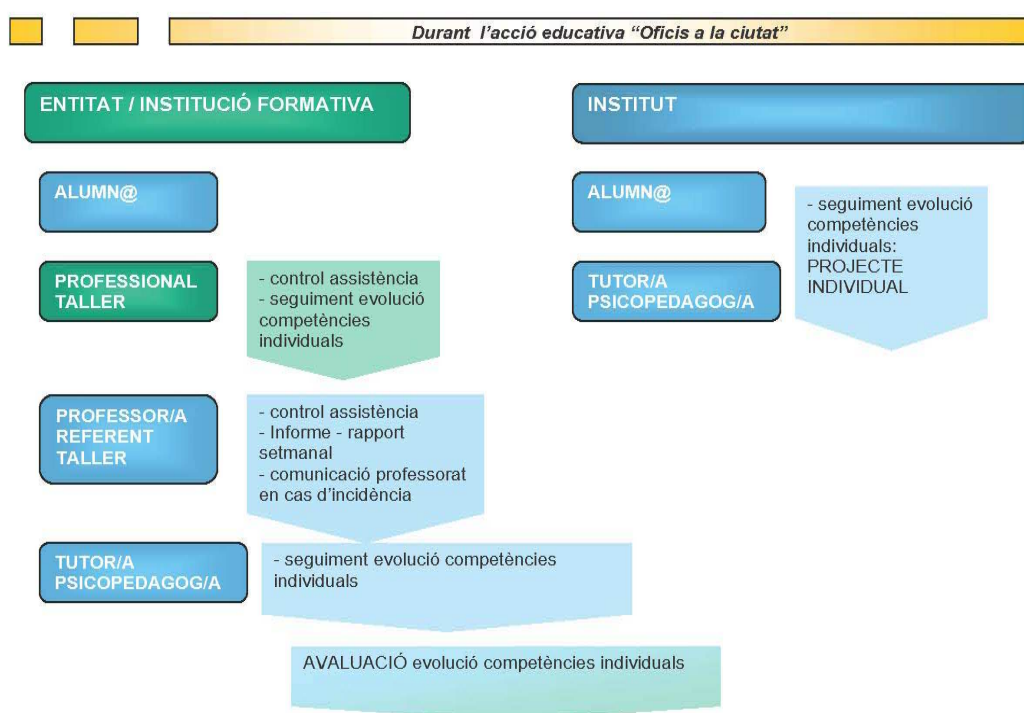 Durant l'acció educativa “Oficis a la ciutat”
ENTITAT / INSTITUCIÓ FORMATIVA
ALUMN@
PROFESSIONAL
TALLER
- control assistència
- seguiment evolució
competències
individuals
PROFESSOR/A
REFERENT
TALLER
- control assistència
- Informe - rapport
setmanal
- comunicació professorat
en cas d'incidència
TUTOR/A
PSICOPEDAGOG/A
- seguiment evolució competències
individuals
AVALUACIÓ evolució competències individuals
INSTITUT
ALUMN@
TUTOR/A
PSICOPEDAGOG/A
- seguiment evolució
competències
individuals:
PROJECTE
INDIVIDUAL